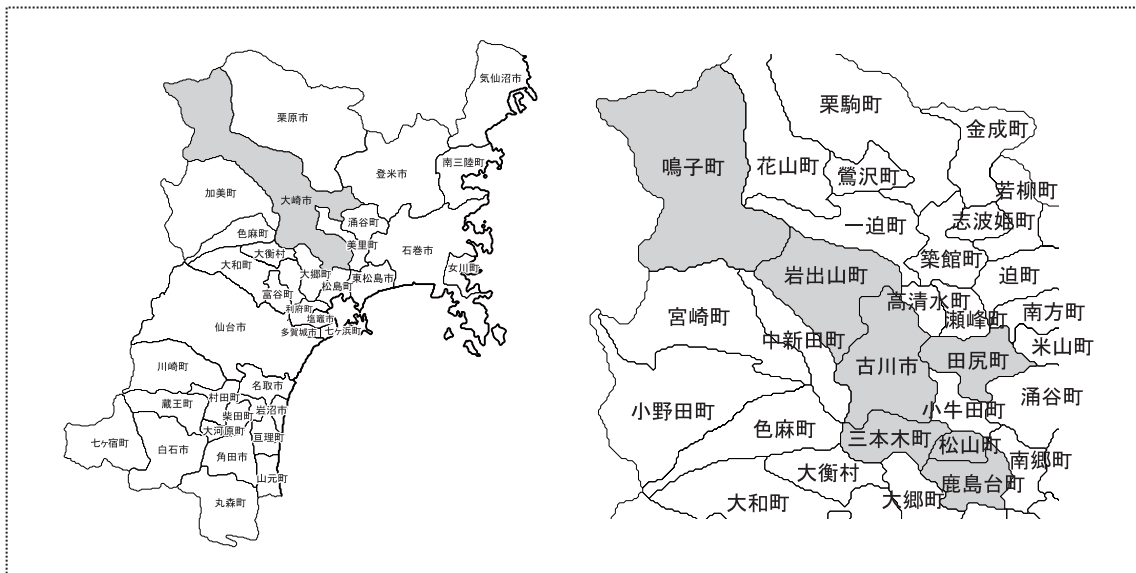 気仙沼市
栗原市
南三陸町
登米市
加美町
大崎市
涌谷町
色麻町
美里町
石巻市
大衡村
大和町
大郷町
女川町
東松島市
松島町
富谷町
利府町
塩竈市
仙台市
多賀城市
七ヶ浜町
川崎町
名取市
村田町
蔵王町
岩沼市
柴田町
大河原町
亘理町
七ヶ宿町
白石市
角田市
山元町
丸森町
栗駒町
金成町
鳴子町
花山町
鶯沢町
若柳町
志波姫町
一迫町
築館町
岩出山町
迫町
高清水町
宮崎町
瀬峰町
南方町
中新田町
米山町
古川市
田尻町
小野田町
小牛田町
涌谷町
色麻町
三本木町
松山町
南郷町
大衡村
鹿島台町
大和町
大郷町